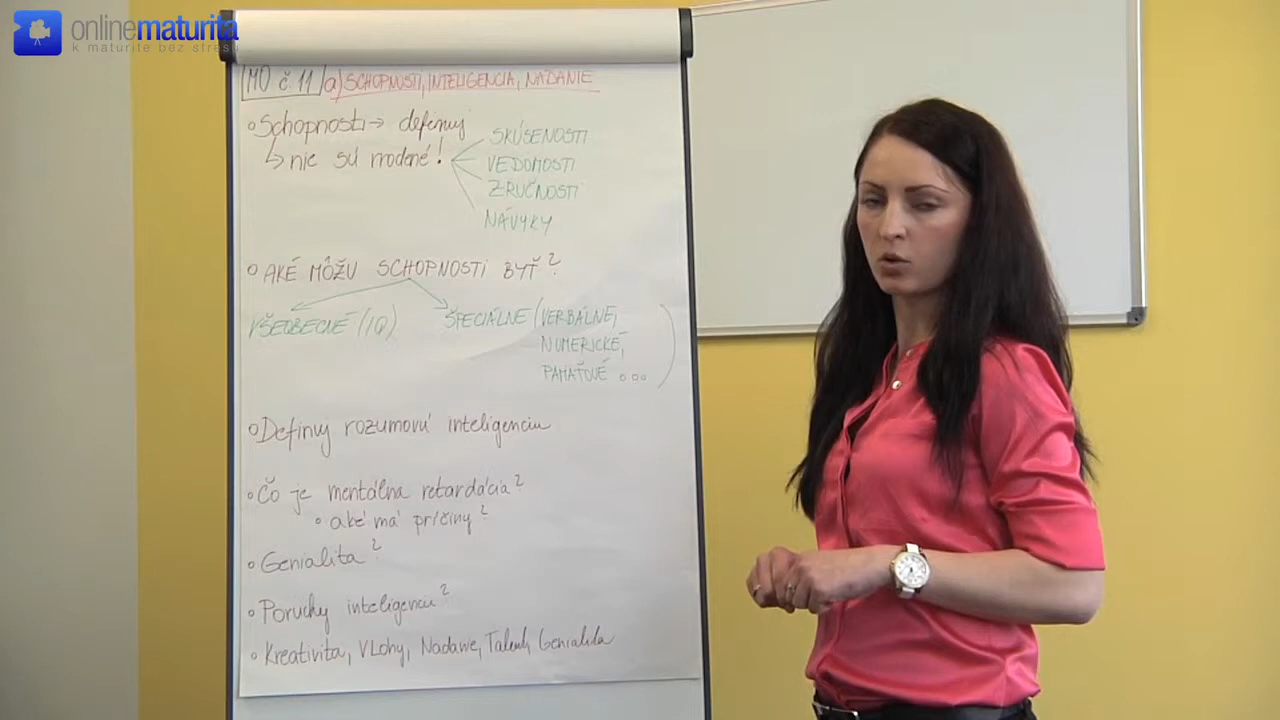 onlinematurita
k maturite bez stresu
MO č. 11 a) SCHOPNOSTI, INTELIGENCIA, NADANIE
Schopnosti → definuj
↳ nie sú vrodené!
SKÚSENOSTI
VEDOMOSTI
ZRUČNOSTI
NÁVYKY
AKÉ MÔŽU SCHOPNOSTI BYŤ?
VŠEOBECNÉ (IQ)
ŠPECIÁLNE (VERBÁLNE,
NUMERICKÉ,
PAMÄŤOVÉ ...)
Definuj rozumovú inteligenciu
Čo je mentálna retardácia?
aké má príčiny?
Genialita?
Poruchy inteligencie?
Kreativita, Vlohy, Nadanie, Talent, Genialita